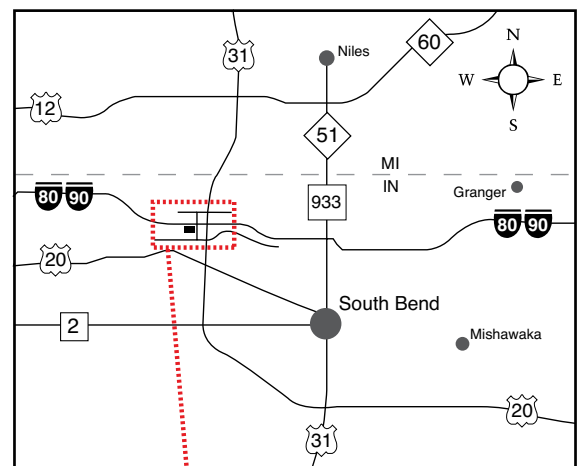 60
N
31
Niles
W
E
12
S
51
MI
IN
Granger
80 90
933
80 90
20
South Bend
2
Mishawaka
20
31